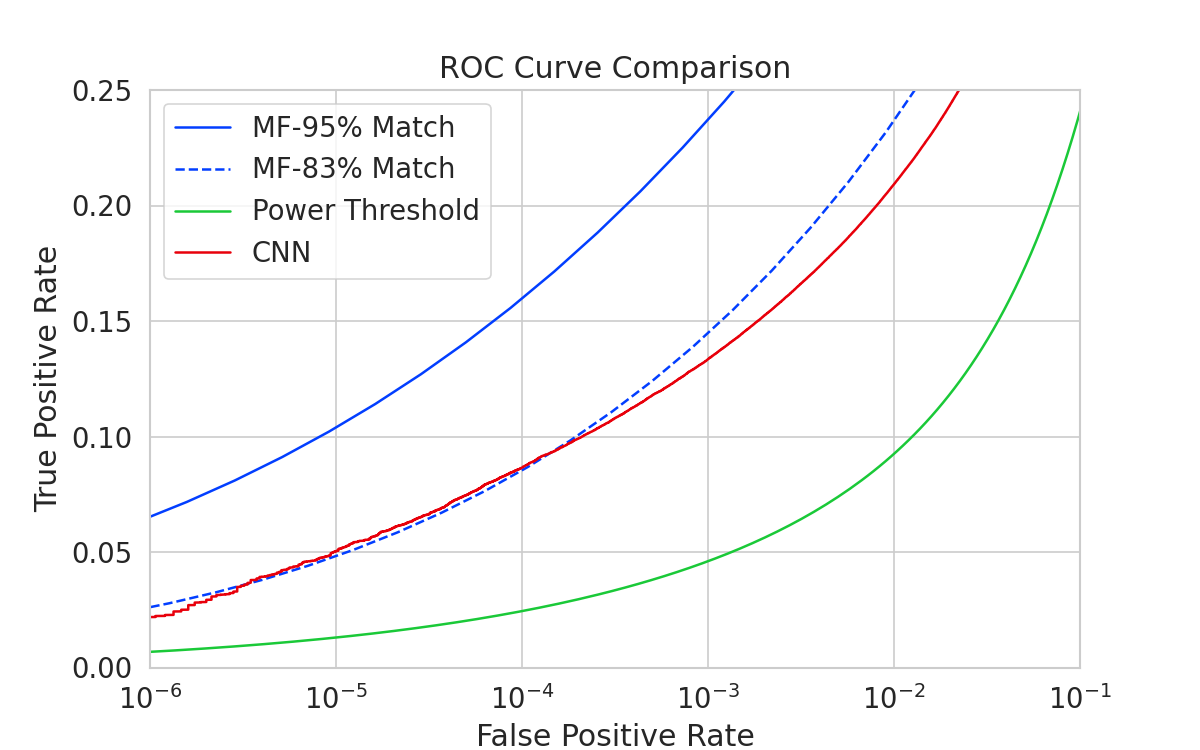 ROC Curve Comparison
MF-95% Match
MF-83% Match
Power Threshold
CNN
True Positive Rate
0.25
0.20
0.15
0.10
0.05
0.00
10⁻⁶ 10⁻⁵ 10⁻⁴ 10⁻³ 10⁻² 10⁻¹
False Positive Rate